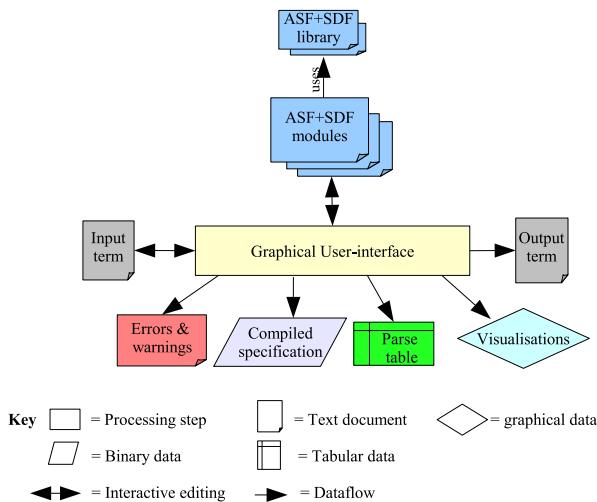 ASF+SDF
library
uses
ASF+SDF
modules
Input
term
Graphical User-interface
Output
term
Errors &
warnings
Compiled
specification
Parse
table
Visualisations
Key
= Processing step
= Text document
= graphical data
= Binary data
= Tabular data
= Interactive editing
= Dataflow